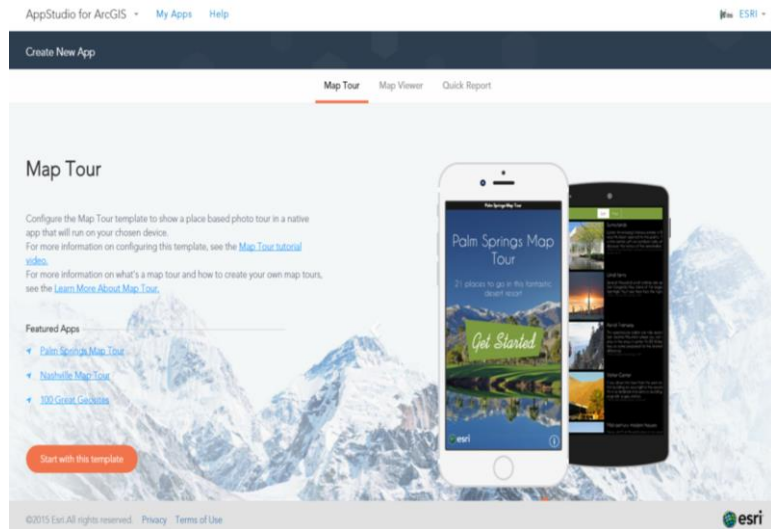 AppStudio for ArcGIS
My Apps
Help
ESRI
Create New App
Map Tour
Map Viewer
Quick Report
Map Tour
Configure the Map Tour template to show a place based photo tour in a native
app that will run on your chosen device.
For more information on configuring this template, see the Map Tour tutorial
video.
For more information on what's a map tour and how to create your own map tours,
see the Learn More About Map Tour.
Featured Apps
Palm Springs Map Tour
Nashville Map Tour
100 Great Geosites
Start with this template
Palm Springs Map Tour
Palm Springs Map
Tour
21 places to go in this fantastic
desert resort
Get Started
esri
©2015 Esri. All rights reserved.
Privacy
Terms of Use
esri